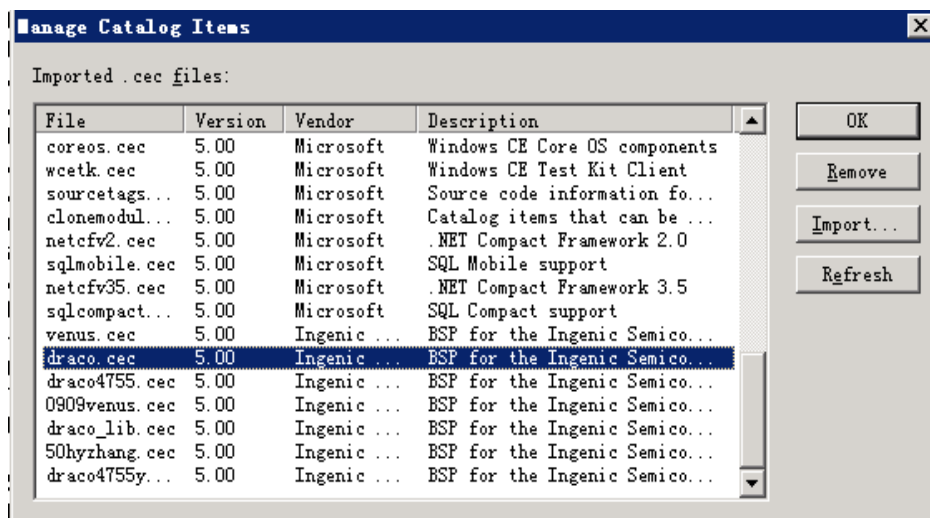 Manage Catalog Items
Imported .cec files:
File Version Vendor Description
coreos.cec 5.00 Microsoft Windows CE Core OS components
wcetk.cec 5.00 Microsoft Windows CE Test Kit Client
sourcetags... 5.00 Microsoft Source code information fo...
clonemodul... 5.00 Microsoft Catalog items that can be ...
netcfv2.cec 5.00 Microsoft .NET Compact Framework 2.0
sqlmobile.cec 5.00 Microsoft SQL Mobile support
netcfv35.cec 5.00 Microsoft .NET Compact Framework 3.5
sqlcompact... 5.00 Microsoft SQL Compact support
venus.cec 5.00 Ingenic ... BSP for the Ingenic Semico...
draco.cec 5.00 Ingenic ... BSP for the Ingenic Semico...
draco4755.cec 5.00 Ingenic ... BSP for the Ingenic Semico...
0909venus.cec 5.00 Ingenic ... BSP for the Ingenic Semico...
draco_lib.cec 5.00 Ingenic ... BSP for the Ingenic Semico...
50hyzhang.cec 5.00 Ingenic ... BSP for the Ingenic Semico...
draco4755y... 5.00 Ingenic ... BSP for the Ingenic Semico...
OK
Remove
Import...
Refresh